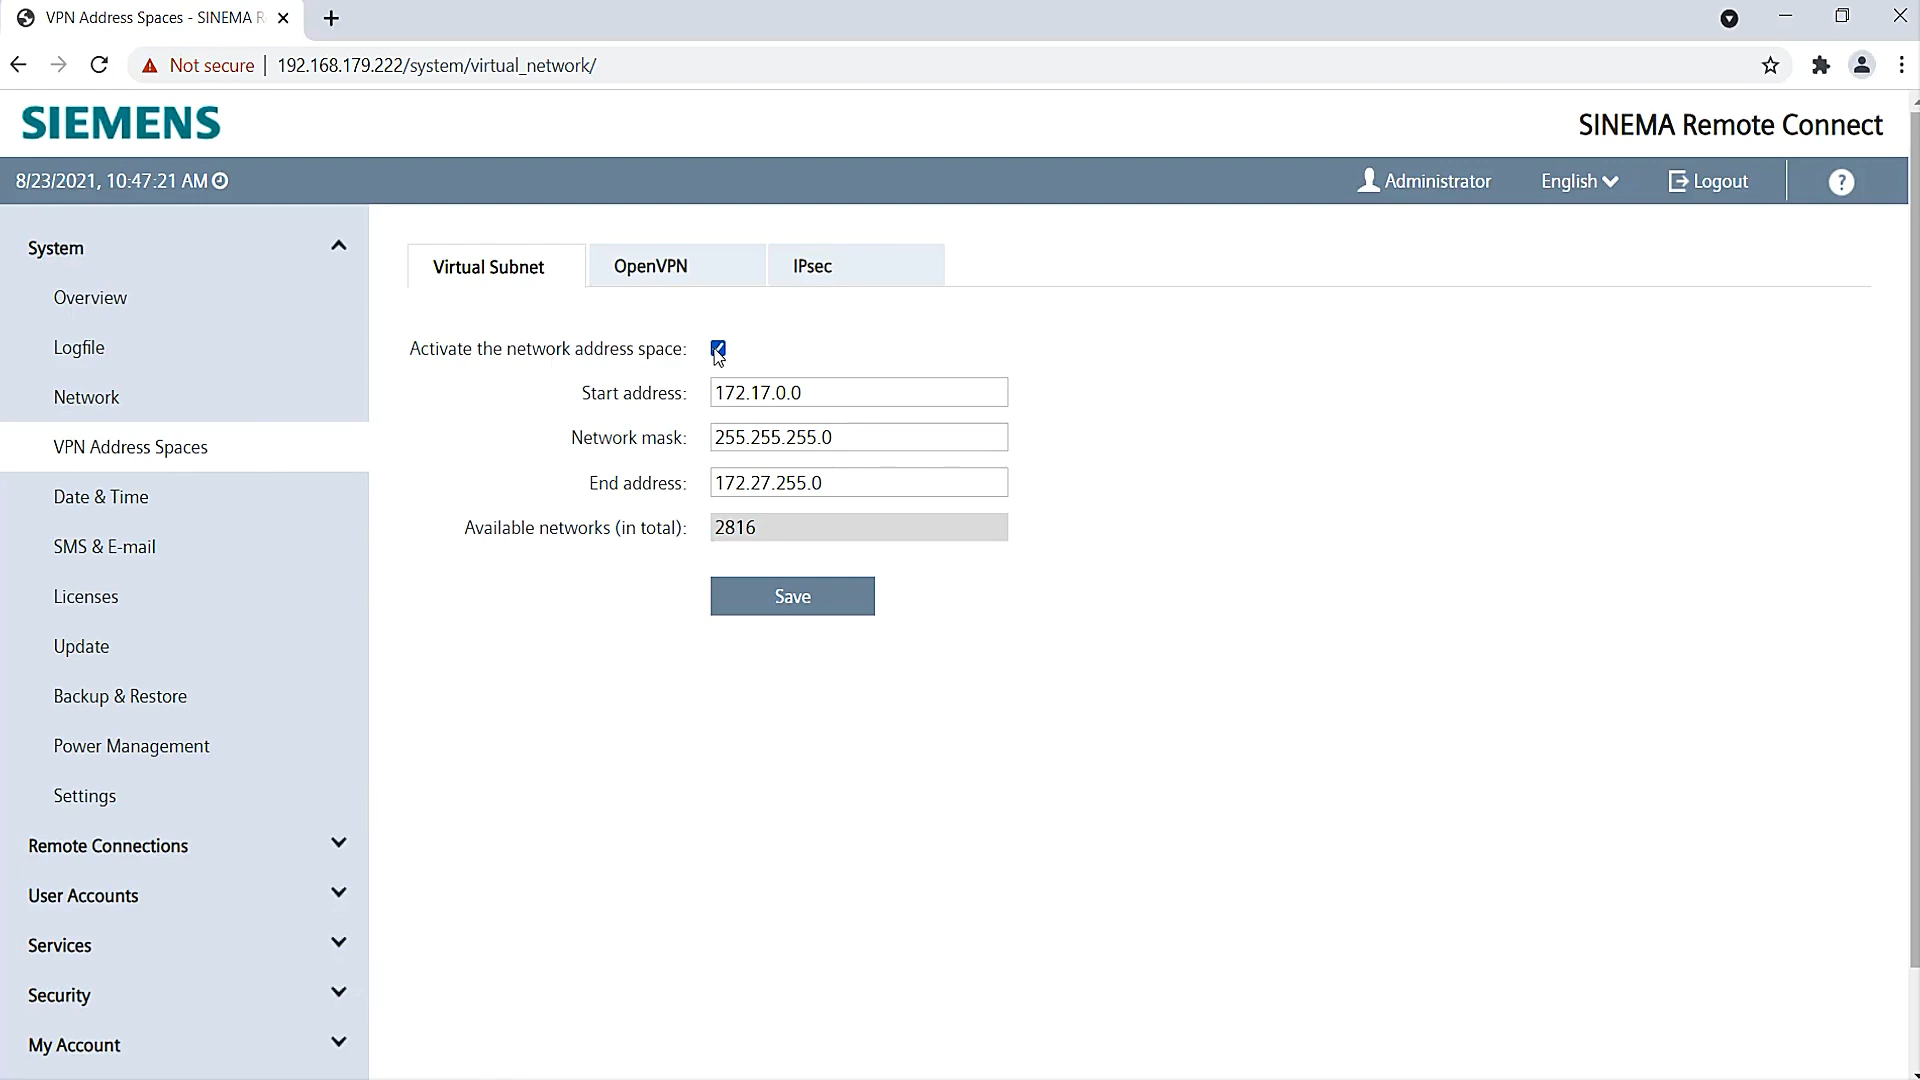 VPN Address Spaces - SINEMA R
Not secure | 192.168.179.222/system/virtual_network/
SIEMENS
SINEMA Remote Connect
8/23/2021, 10:47:21 AM
Administrator
English
Logout
?
System
Overview
Logfile
Network
VPN Address Spaces
Date & Time
SMS & E-mail
Licenses
Update
Backup & Restore
Power Management
Settings
Remote Connections
User Accounts
Services
Security
My Account
Virtual Subnet
OpenVPN
IPsec
Activate the network address space:
Start address: 172.17.0.0
Network mask: 255.255.255.0
End address: 172.27.255.0
Available networks (in total): 2816
Save